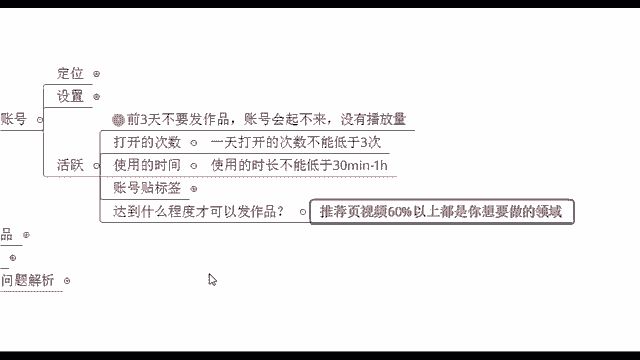 定位
设置
账号
前3天不要发作品，账号会起不来，没有播放量
打开的次数 一天打开的次数不能低于3次
活跃 使用的时间 使用的时长不能低于30min-1h
账号贴标签
达到什么程度才可以发作品？ 推荐页视频60%以上都是你想要做的领域
品
问题解析